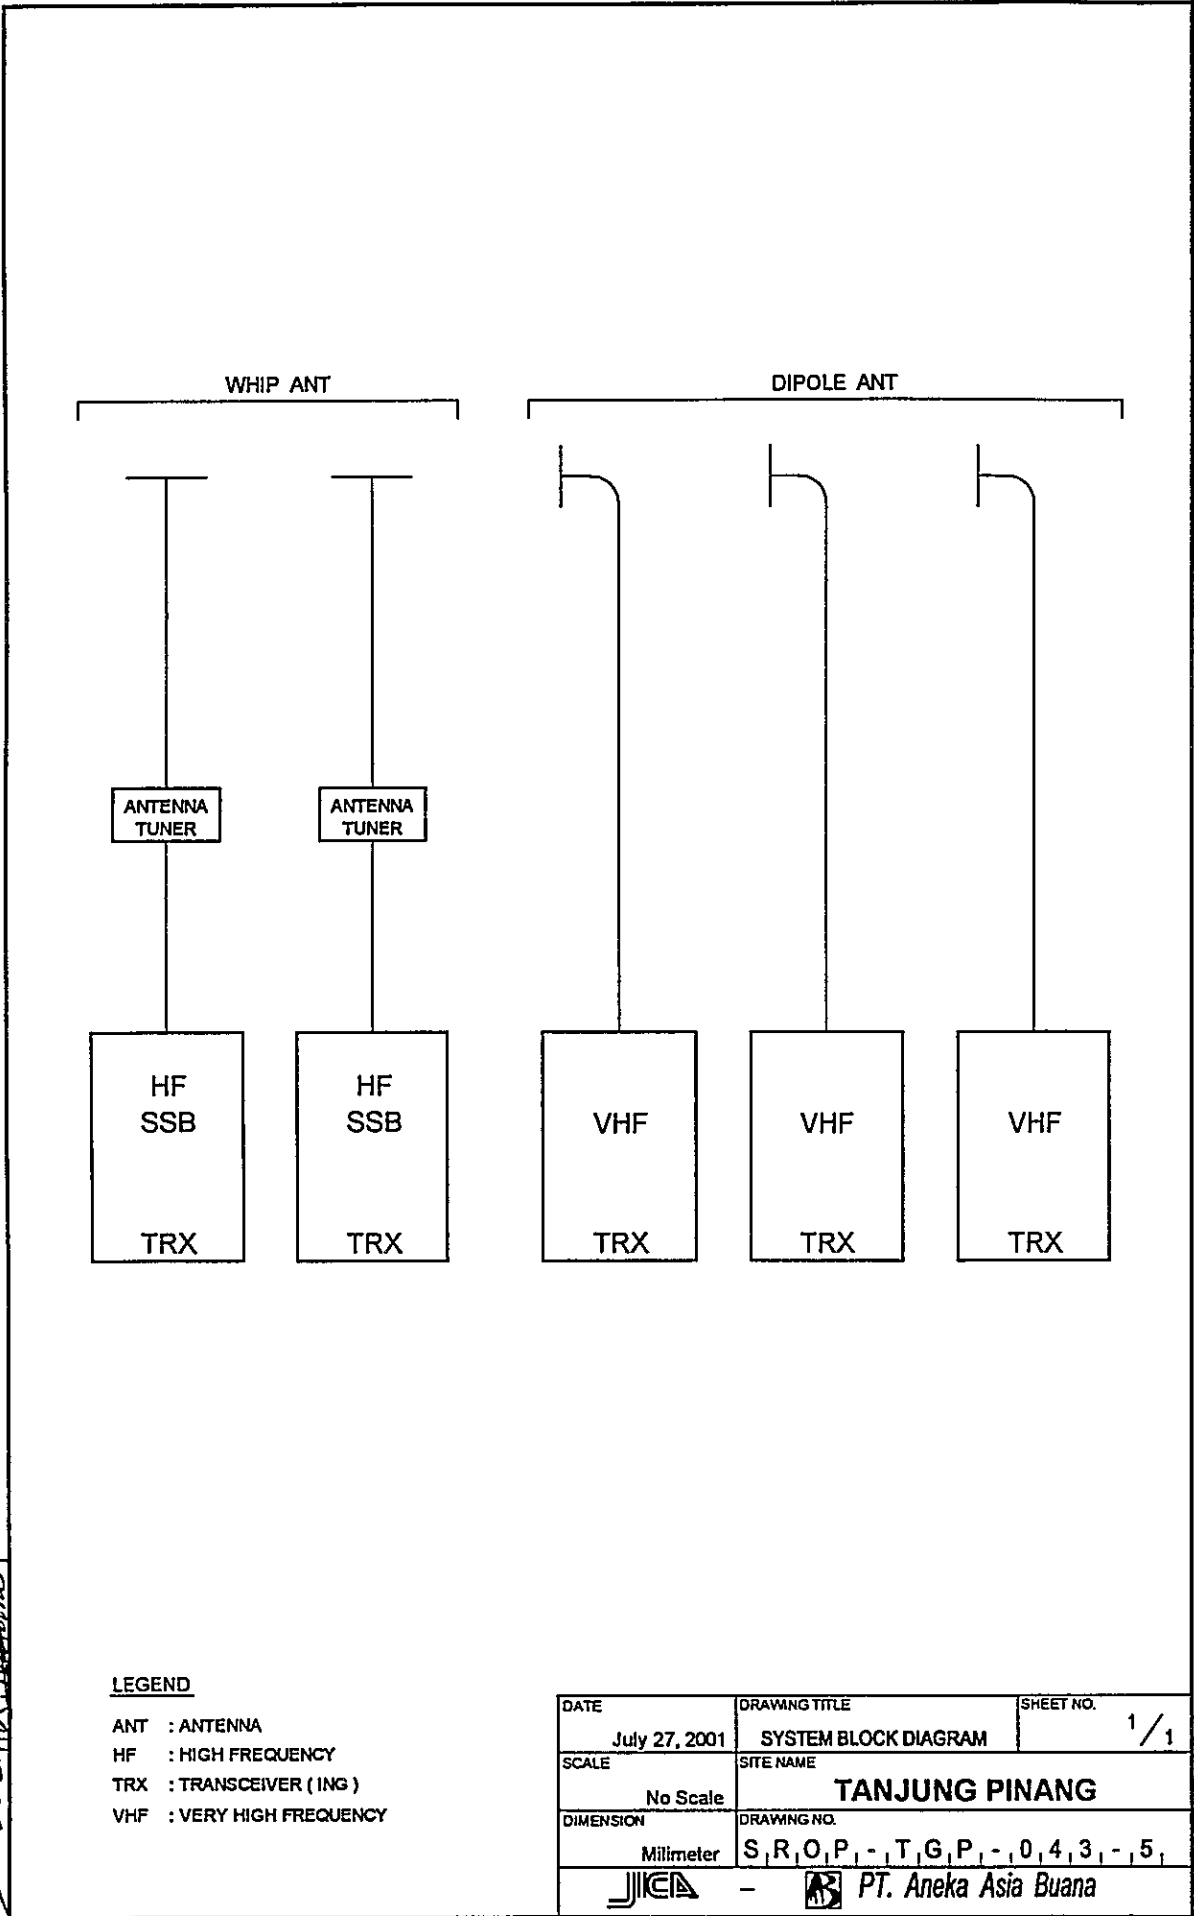 WHIP ANT
DIPOLE ANT
ANTENNA
TUNER
ANTENNA
TUNER
HF
SSB
TRX
HF
SSB
TRX
VHF
TRX
VHF
TRX
VHF
TRX
LEGEND
ANT : ANTENNA
HF : HIGH FREQUENCY
TRX : TRANSCEIVER ( ING )
VHF : VERY HIGH FREQUENCY
DATE
July 27, 2001
DRAWING TITLE
SYSTEM BLOCK DIAGRAM
SHEET NO.
1/1
SCALE
No Scale
SITE NAME
TANJUNG PINANG
DIMENSION
Milimeter
DRAWING NO.
SROP-TGP-043-5
JICA - PT. Aneka Asia Buana